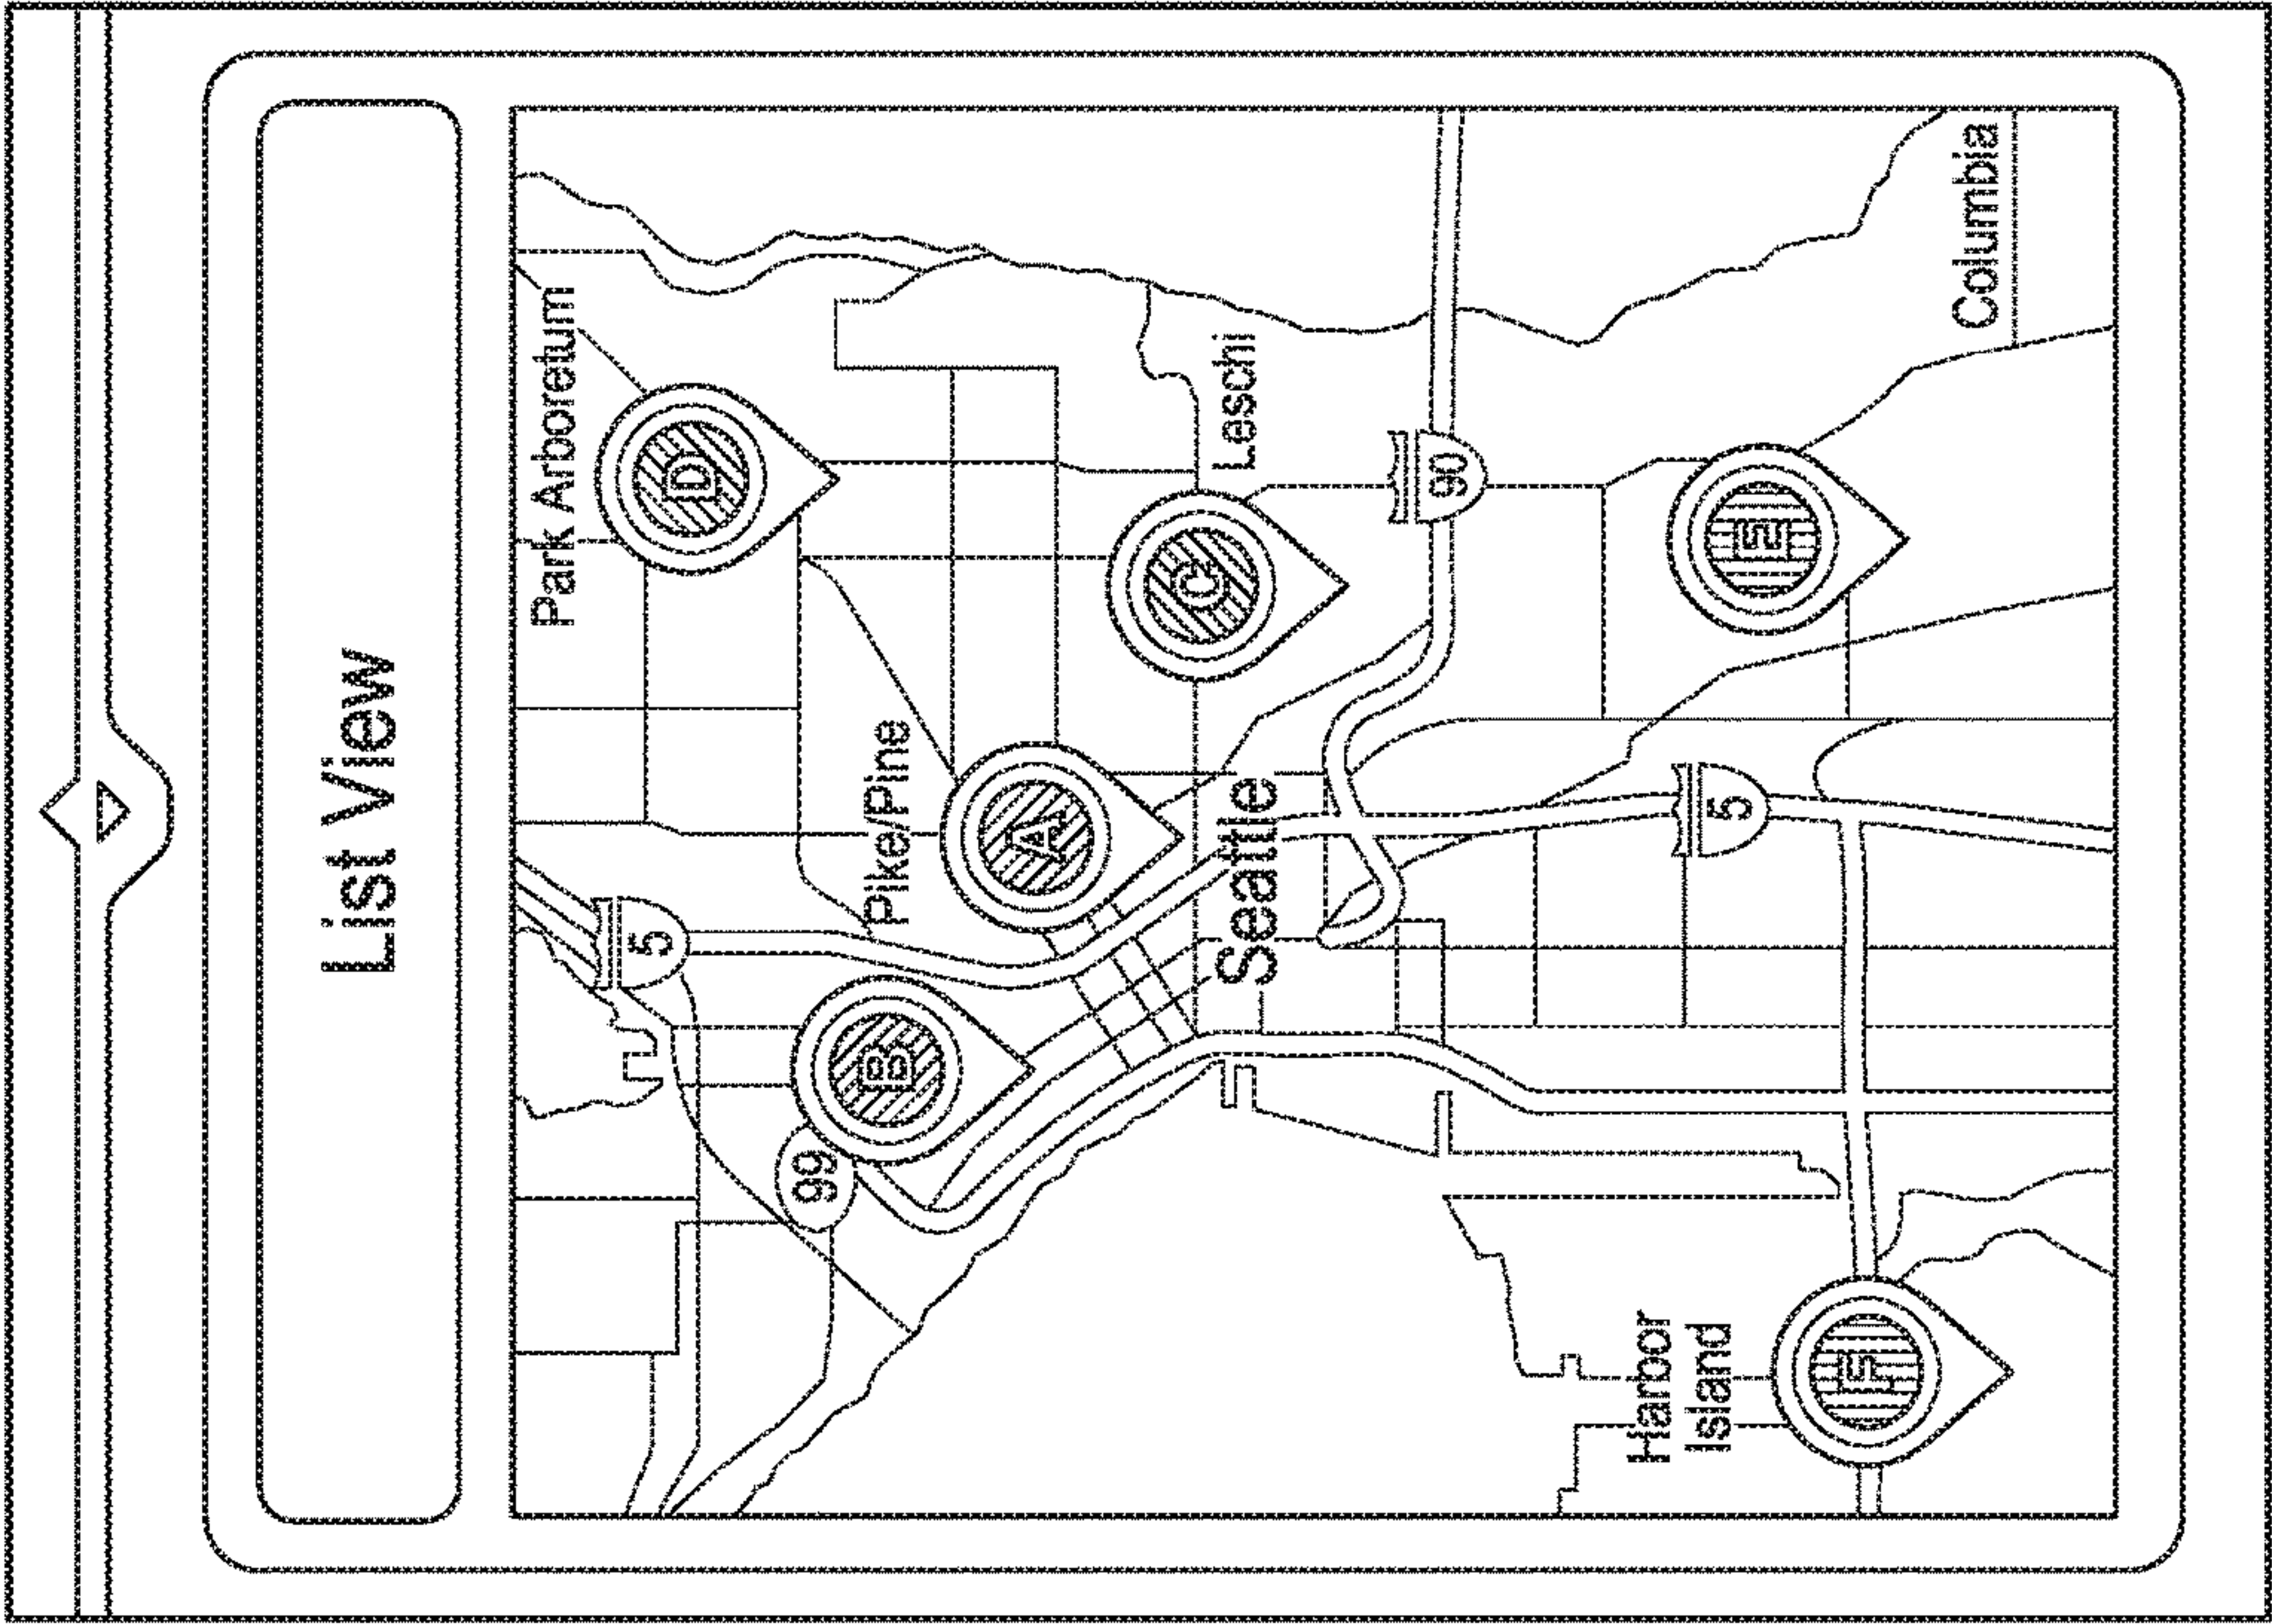 List View
Park Arboretum
5
D
99
B
Pike/Pine
A
C
Leschi
Seattle
90
Harbor
Island
5
E
F
Columbia